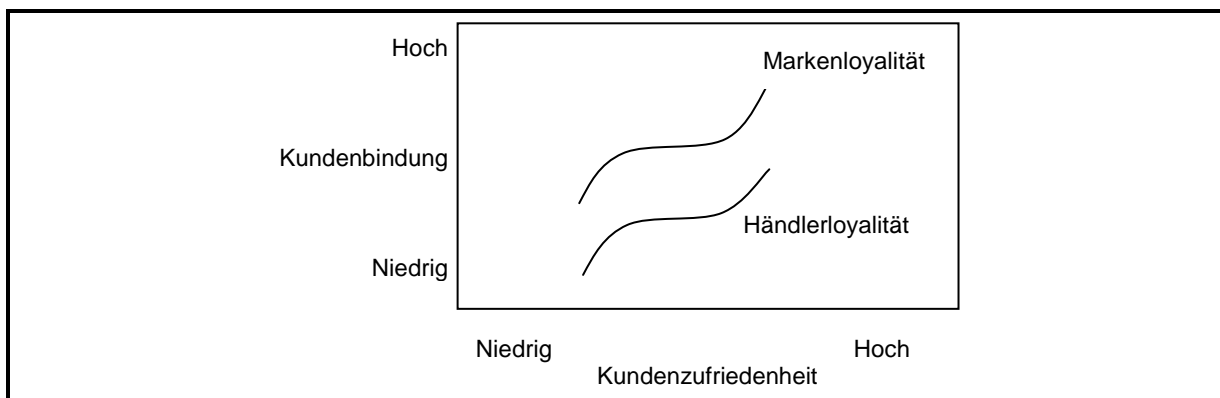 Hoch
Markenloyalität
Kundenbindung
Händlerloyalität
Niedrig
Niedrig
Hoch
Kundenzufriedenheit